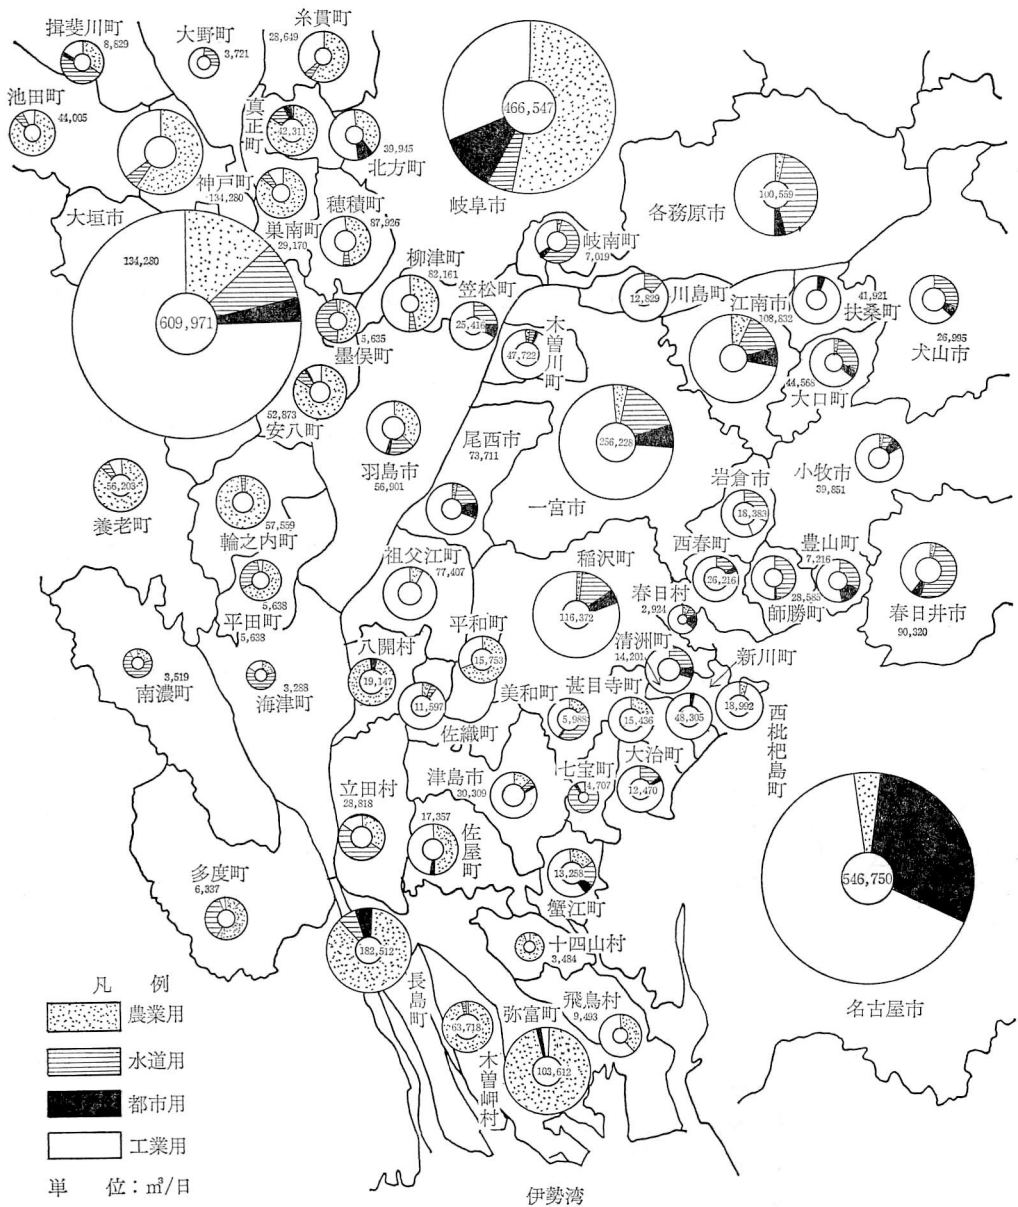 揖斐川町
8,829
大野町
3,721
糸貫町
28,649
池田町
44,005
真正町
42,311
39,945
北方町
466,547
岐阜市
神戸町
134,280
大垣市
134,280
609,971
巣南町
29,170
穂積町
87,926
柳津町
82,161
笠松町
25,416
岐南町
7,019
各務原市
100,559
12,829
川島町
江南市
108,832
41,921
扶桑町
26,995
犬山市
44,568
大口町
木曽川町
47,722
5,635
墨俣町
52,873
安八町
羽島市
56,901
尾西市
73,711
256,228
一宮市
岩倉市
18,383
小牧市
39,851
56,203
養老町
57,559
輪之内町
5,638
平田町
5,638
祖父江町
77,407
稲沢町
116,372
西春町
26,216
豊山町
7,216
28,585
師勝町
春日井市
90,320
春日村
2,924
清洲町
14,201
新川町
18,992
西枇杷島町
48,305
平和町
15,753
八開村
19,147
11,597
佐織町
美和町
5,988
甚目寺町
15,436
大治町
12,470
七宝町
4,707
津島市
30,309
3,519
南濃町
3,288
海津町
立田村
28,818
17,357
佐屋町
13,258
蟹江町
546,750
名古屋市
多度町
6,337
182,512
長島町
十四山村
3,484
63,718
木曽岬村
弥富町
103,612
飛島村
9,493
凡 例
農業用
水道用
都市用
工業用
単 位:m³/日
伊勢湾